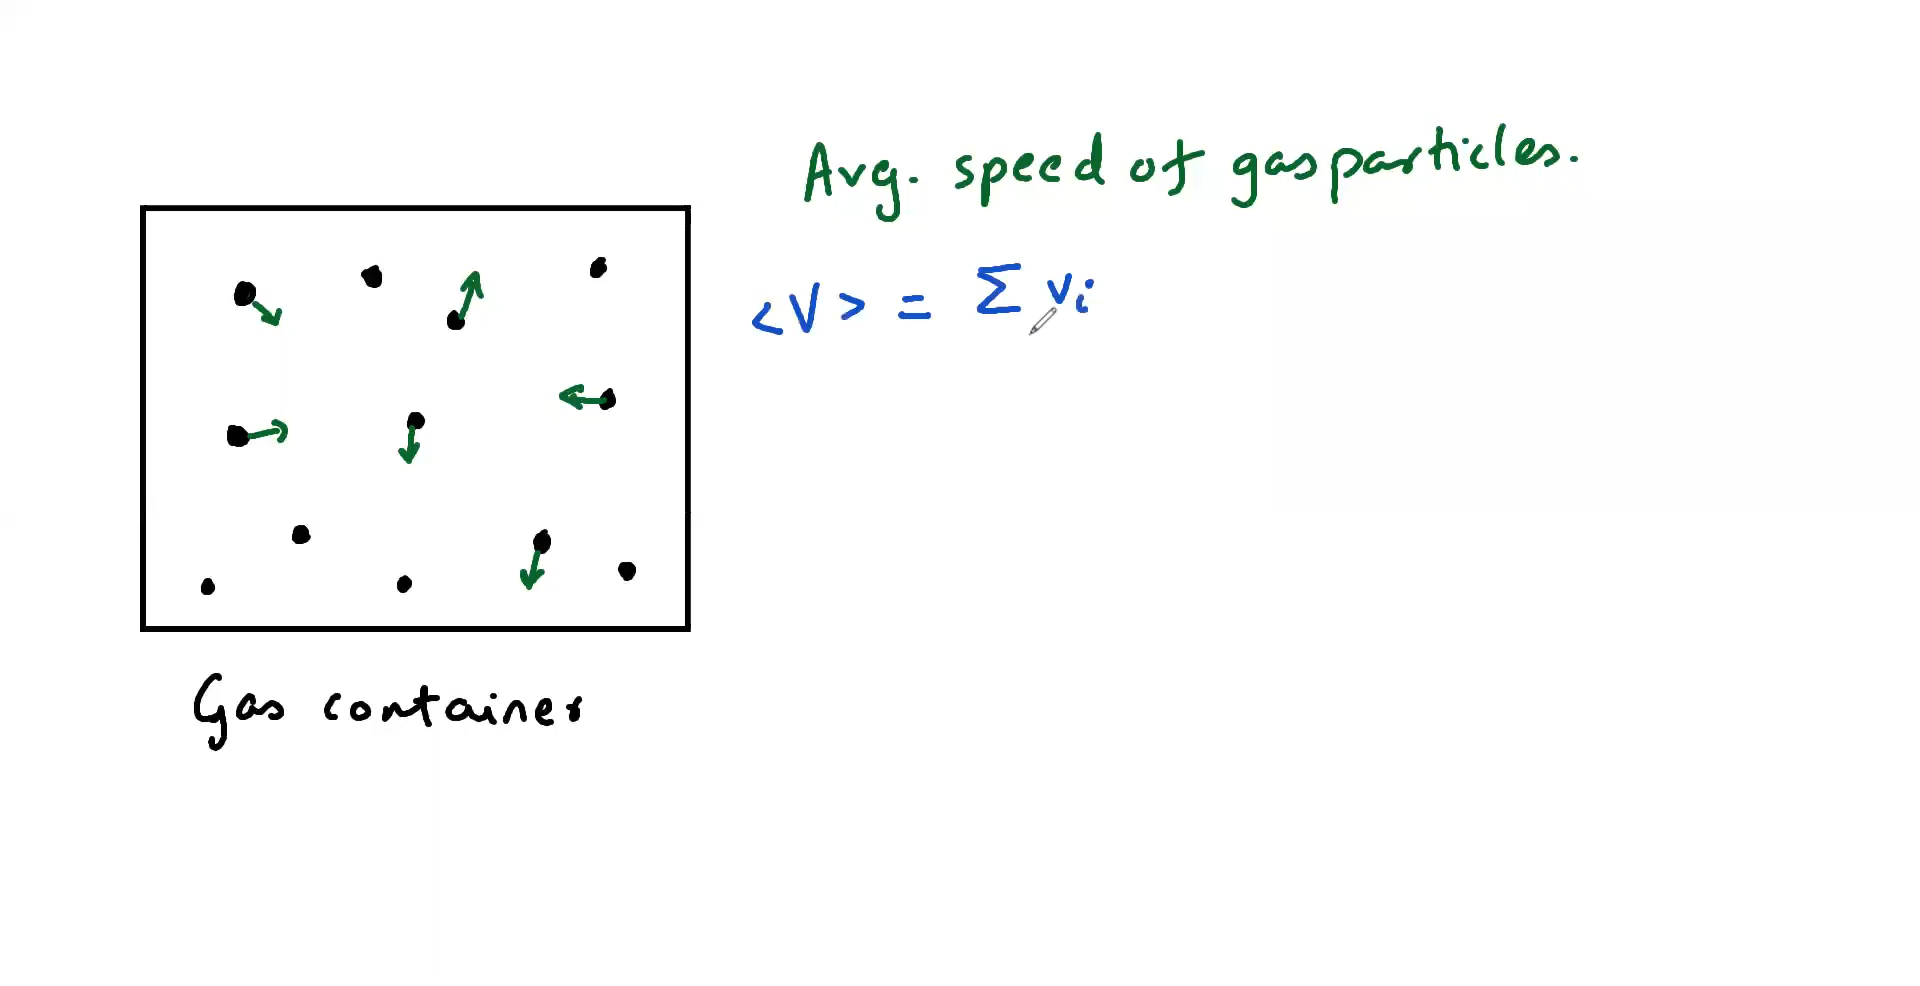 Avg. speed of gas particles.
<V> = Σ vi
Gas container